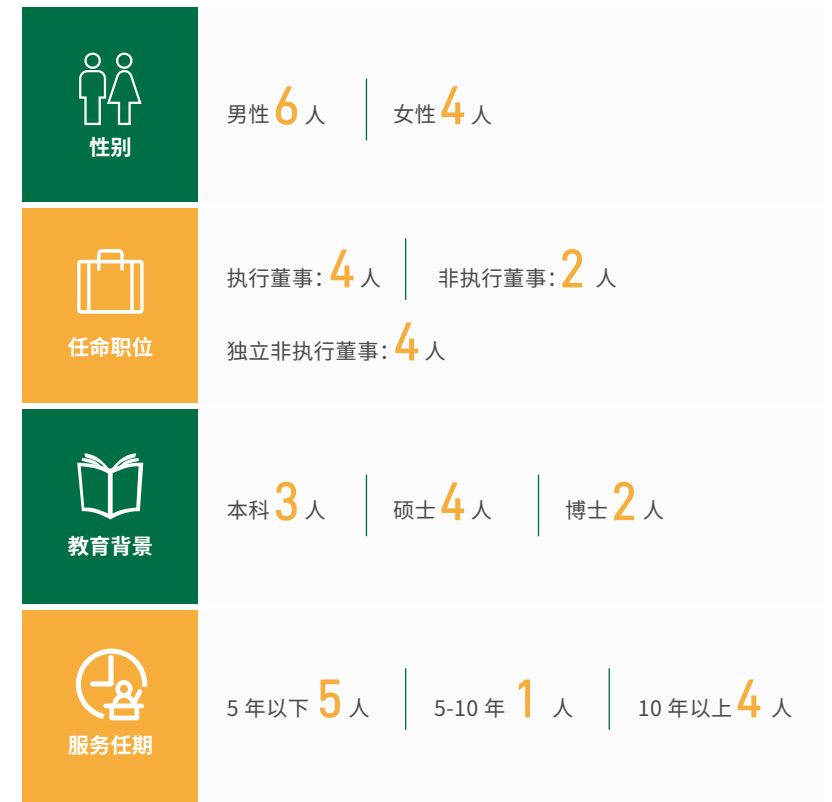 性别
男性 6 人
女性 4 人
任命职位
执行董事：4 人
非执行董事：2 人
独立非执行董事：4 人
教育背景
本科 3 人
硕士 4 人
博士 2 人
服务任期
5 年以下 5 人
5-10 年 1 人
10 年以上 4 人